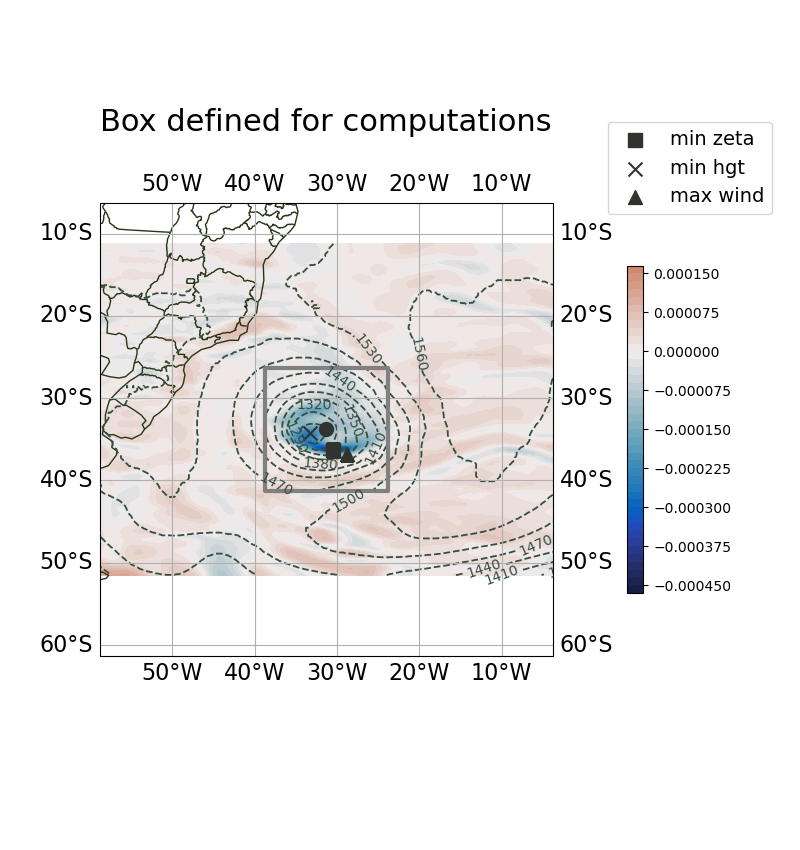 Box defined for computations
min zeta
min hgt
max wind
50°W 40°W 30°W 20°W 10°W
10°S 10°S
20°S 20°S
30°S 30°S
40°S 40°S
50°S 50°S
60°S 60°S
50°W 40°W 30°W 20°W 10°W
1530
1560
1440
1320
1350
1410
1380
1470
1500
1470
1440
1410
0.000150
0.000075
0.000000
−0.000075
−0.000150
−0.000225
−0.000300
−0.000375
−0.000450